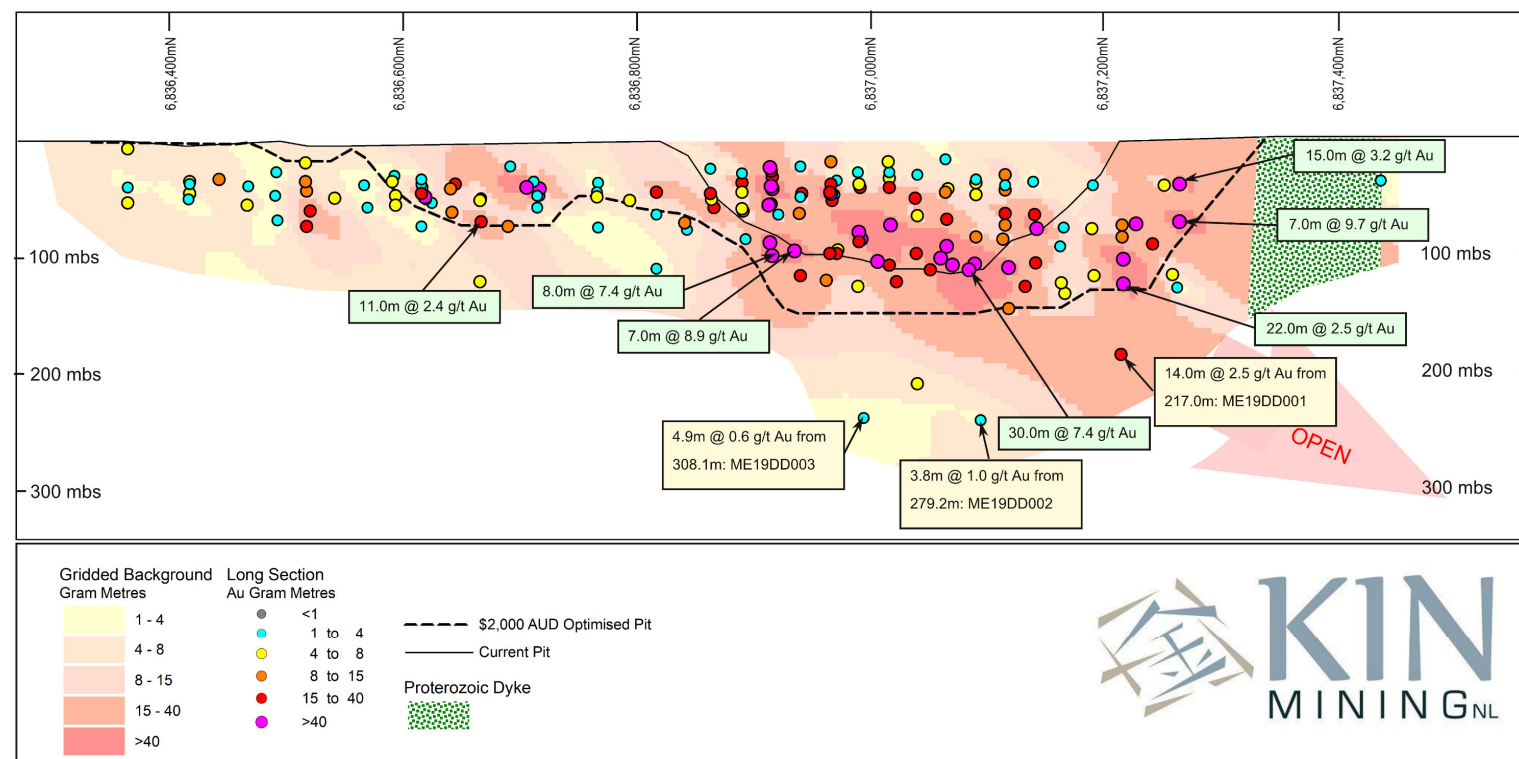 6,836,400mN
6,836,600mN
6,836,800mN
6,837,000mN
6,837,200mN
6,837,400mN
15.0m @ 3.2 g/t Au
7.0m @ 9.7 g/t Au
100 mbs
100 mbs
8.0m @ 7.4 g/t Au
11.0m @ 2.4 g/t Au
7.0m @ 8.9 g/t Au
22.0m @ 2.5 g/t Au
200 mbs
200 mbs
14.0m @ 2.5 g/t Au from
217.0m: ME19DD001
4.9m @ 0.6 g/t Au from
308.1m: ME19DD003
30.0m @ 7.4 g/t Au
OPEN
3.8m @ 1.0 g/t Au from
279.2m: ME19DD002
300 mbs
300 mbs
Gridded Background
Gram Metres
1 - 4
4 - 8
8 - 15
15 - 40
>40
Long Section
Au Gram Metres
<1
1 to 4
4 to 8
8 to 15
15 to 40
>40
$2,000 AUD Optimised Pit
Current Pit
Proterozoic Dyke
金
KIN
MINING NL